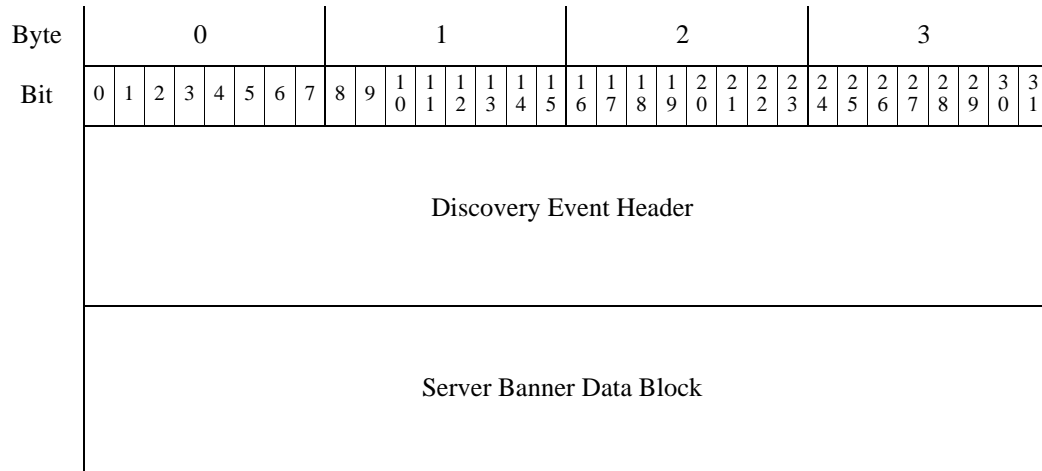 Byte 0 1 2 3
Bit 0 1 2 3 4 5 6 7 8 9 10 11 12 13 14 15 16 17 18 19 20 21 22 23 24 25 26 27 28 29 30 31
Discovery Event Header
Server Banner Data Block